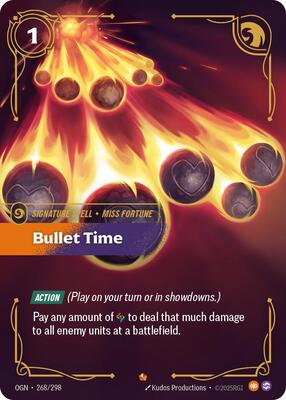 1
SIGNATURE SPELL • MISS FORTUNE
Bullet Time
ACTION (Play on your turn or in showdowns.)
Pay any amount of to deal that much damage
to all enemy units at a battlefield.
OGN • 268/298 Kudos Productions • ©2025RGI